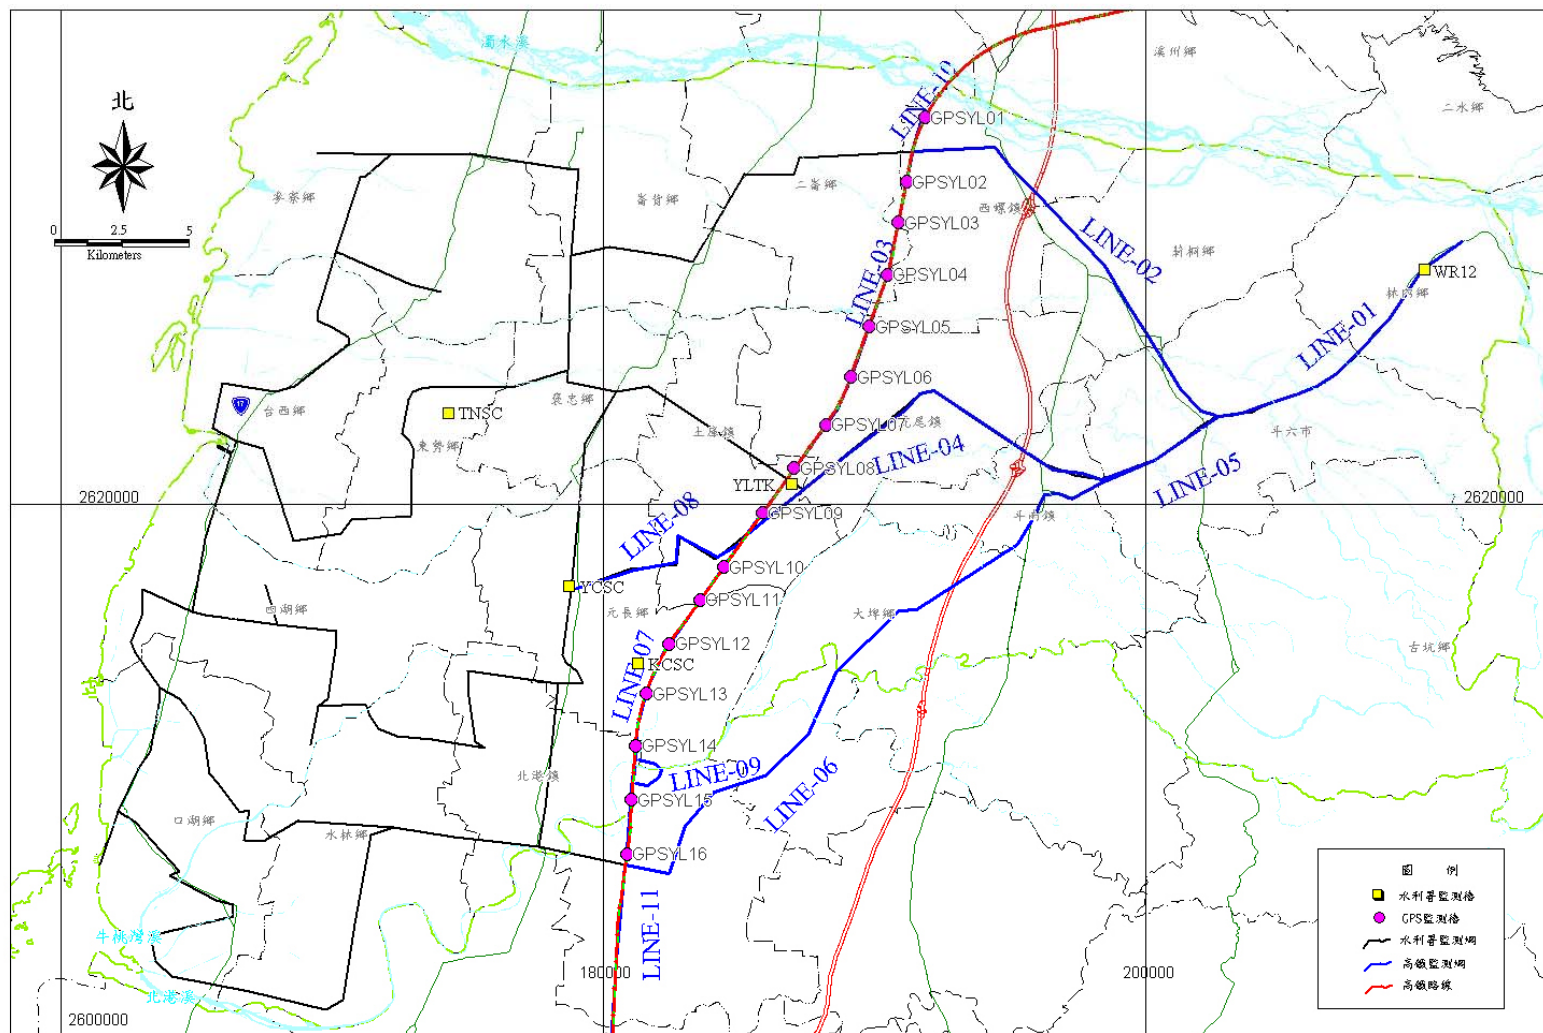 濁水溪
溪州鄉
二水鄉
北
LINE-10
GPSYL01
麥寮鄉
崙背鄉
二崙鄉
GPSYL02
西螺鎮
GPSYL03
0 2.5 5
Kilometers
LINE-02
莿桐鄉
LINE-03
GPSYL04
WR12
林內鄉
LINE-01
GPSYL05
GPSYL06
17
台西鄉
TNSC
褒忠鄉
東勢鄉
土庫鎮
GPSYL07
虎尾鎮
斗六市
LINE-04
GPSYL08
LINE-05
YLTK
2620000
2620000
GPSYL09
斗南鎮
LINE-08
GPSYL10
YCSC
GPSYL11
四湖鄉
元長鄉
大埤鄉
GPSYL12
古坑鄉
KCSC
LINE-07
GPSYL13
GPSYL14
北港鎮
LINE-09
LINE-06
GPSYL15
口湖鄉
水林鄉
GPSYL16
LINE-11
牛挑灣溪
北港溪
180000
200000
2600000
圖 例
水利署監測樁
GPS監測樁
水利署監測網
高鐵監測網
高鐵路線